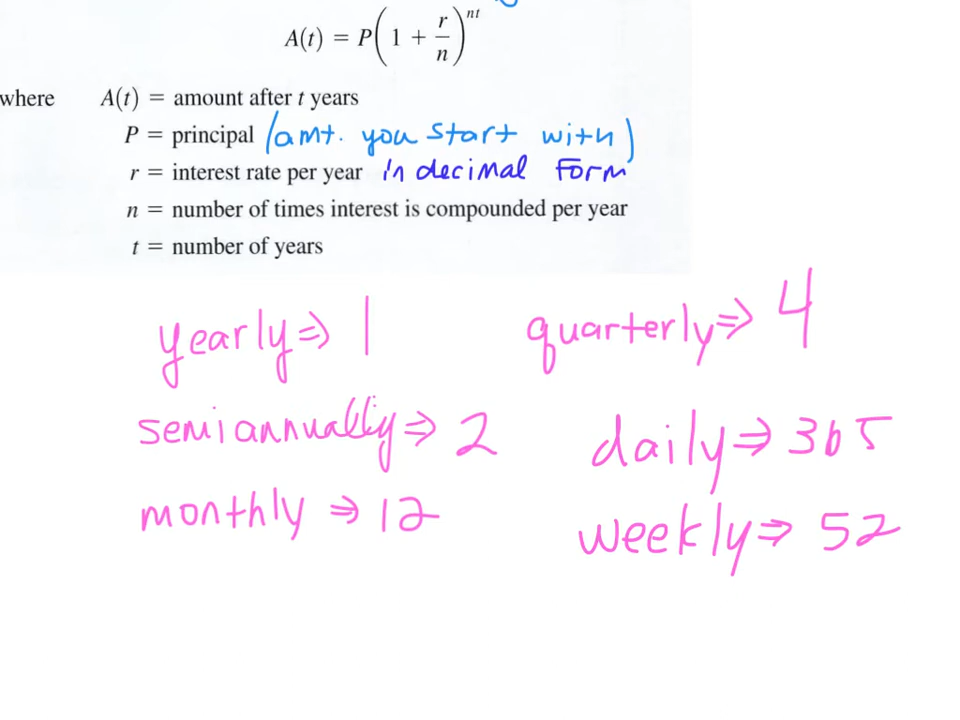 A(t) = P(1 + r/n)^nt
where A(t) = amount after t years
P = principal (amt. you start with)
r = interest rate per year in decimal form
n = number of times interest is compounded per year
t = number of years
yearly ⇒ 1 quarterly ⇒ 4
semiannually ⇒ 2 daily ⇒ 365
monthly ⇒ 12 weekly ⇒ 52